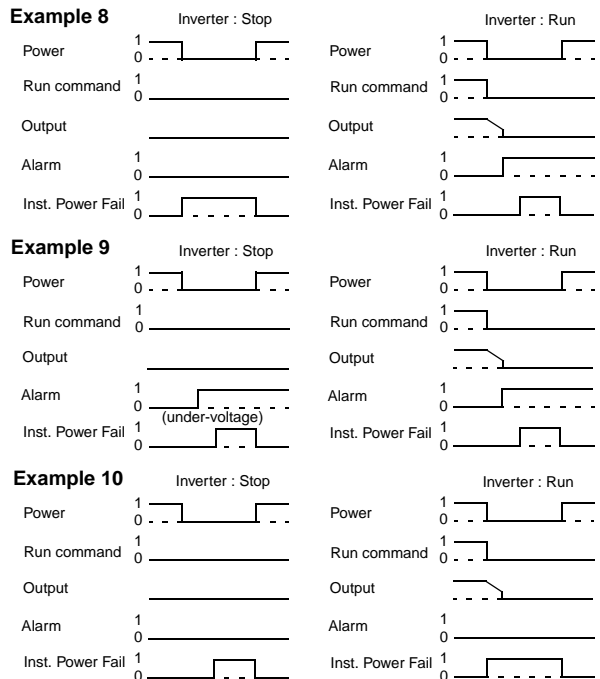 Example 8
Inverter : Stop
Inverter : Run
Power 1 0
Power 1 0
Run command 1 0
Run command 1 0
Output
Output
Alarm 1 0
Alarm 1 0
Inst. Power Fail 1 0
Inst. Power Fail 1 0
Example 9
Inverter : Stop
Inverter : Run
Power 1 0
Power 1 0
Run command 1 0
Run command 1 0
Output
Output
Alarm 1 0
Alarm 1 0
(under-voltage)
Inst. Power Fail 1 0
Inst. Power Fail 1 0
Example 10
Inverter : Stop
Inverter : Run
Power 1 0
Power 1 0
Run command 1 0
Run command 1 0
Output
Output
Alarm 1 0
Alarm 1 0
Inst. Power Fail 1 0
Inst. Power Fail 1 0